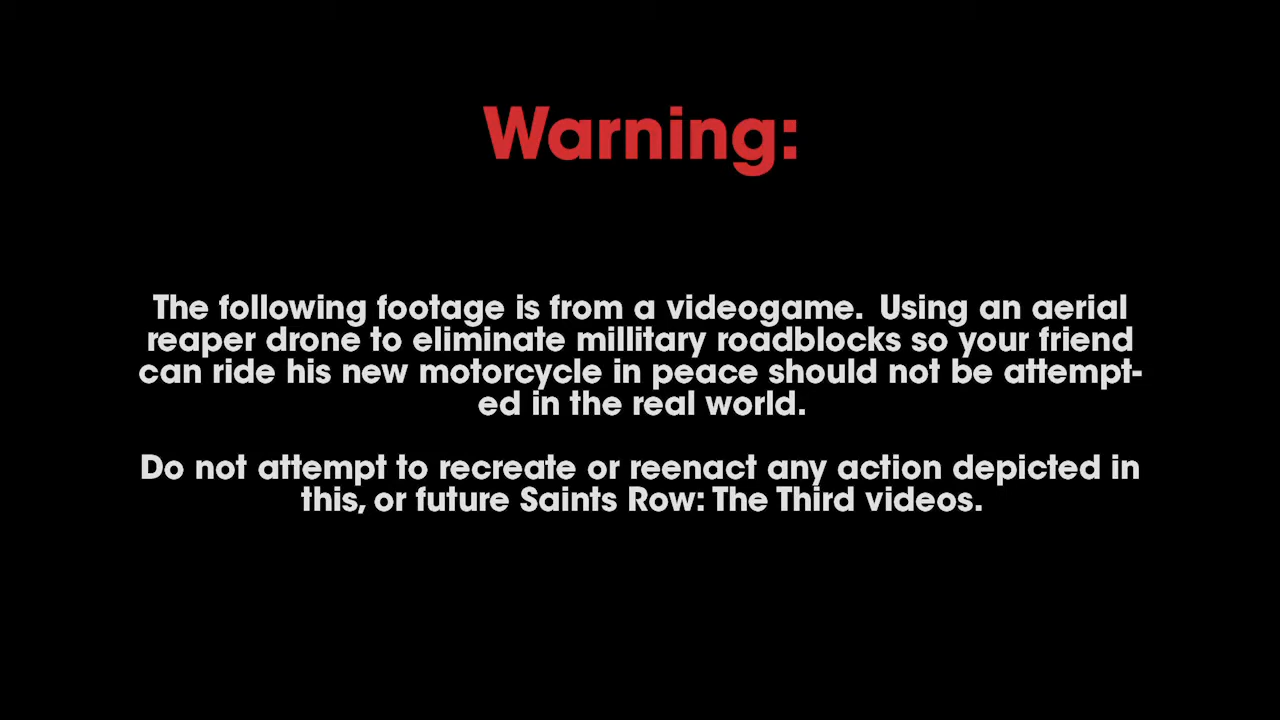 Warning:
The following footage is from a videogame.  Using an aerial
reaper drone to eliminate millitary roadblocks so your friend
can ride his new motorcycle in peace should not be attempt-
ed in the real world.
Do not attempt to recreate or reenact any action depicted in
this, or future Saints Row: The Third videos.